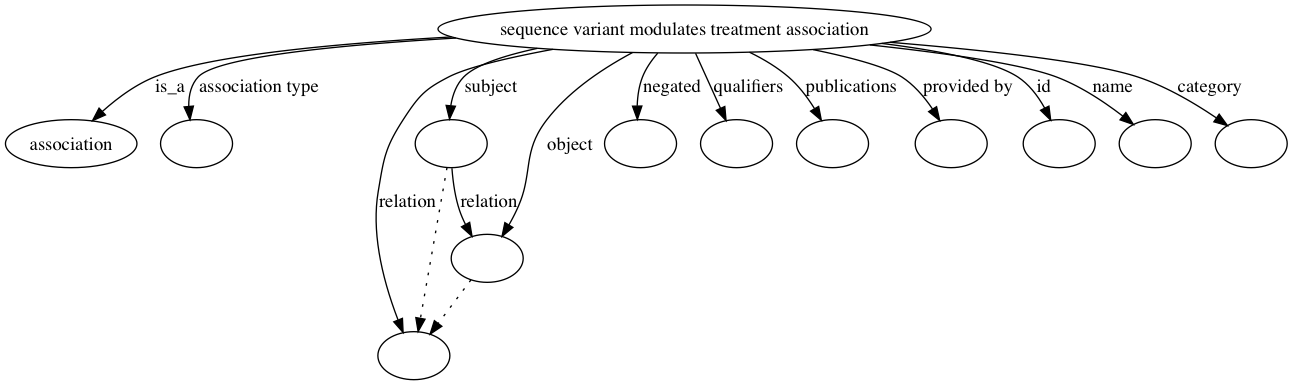 sequence variant modulates treatment association
is_a
association type
subject
negated
qualifiers
publications
provided by
id
name
category
association
object
relation
relation